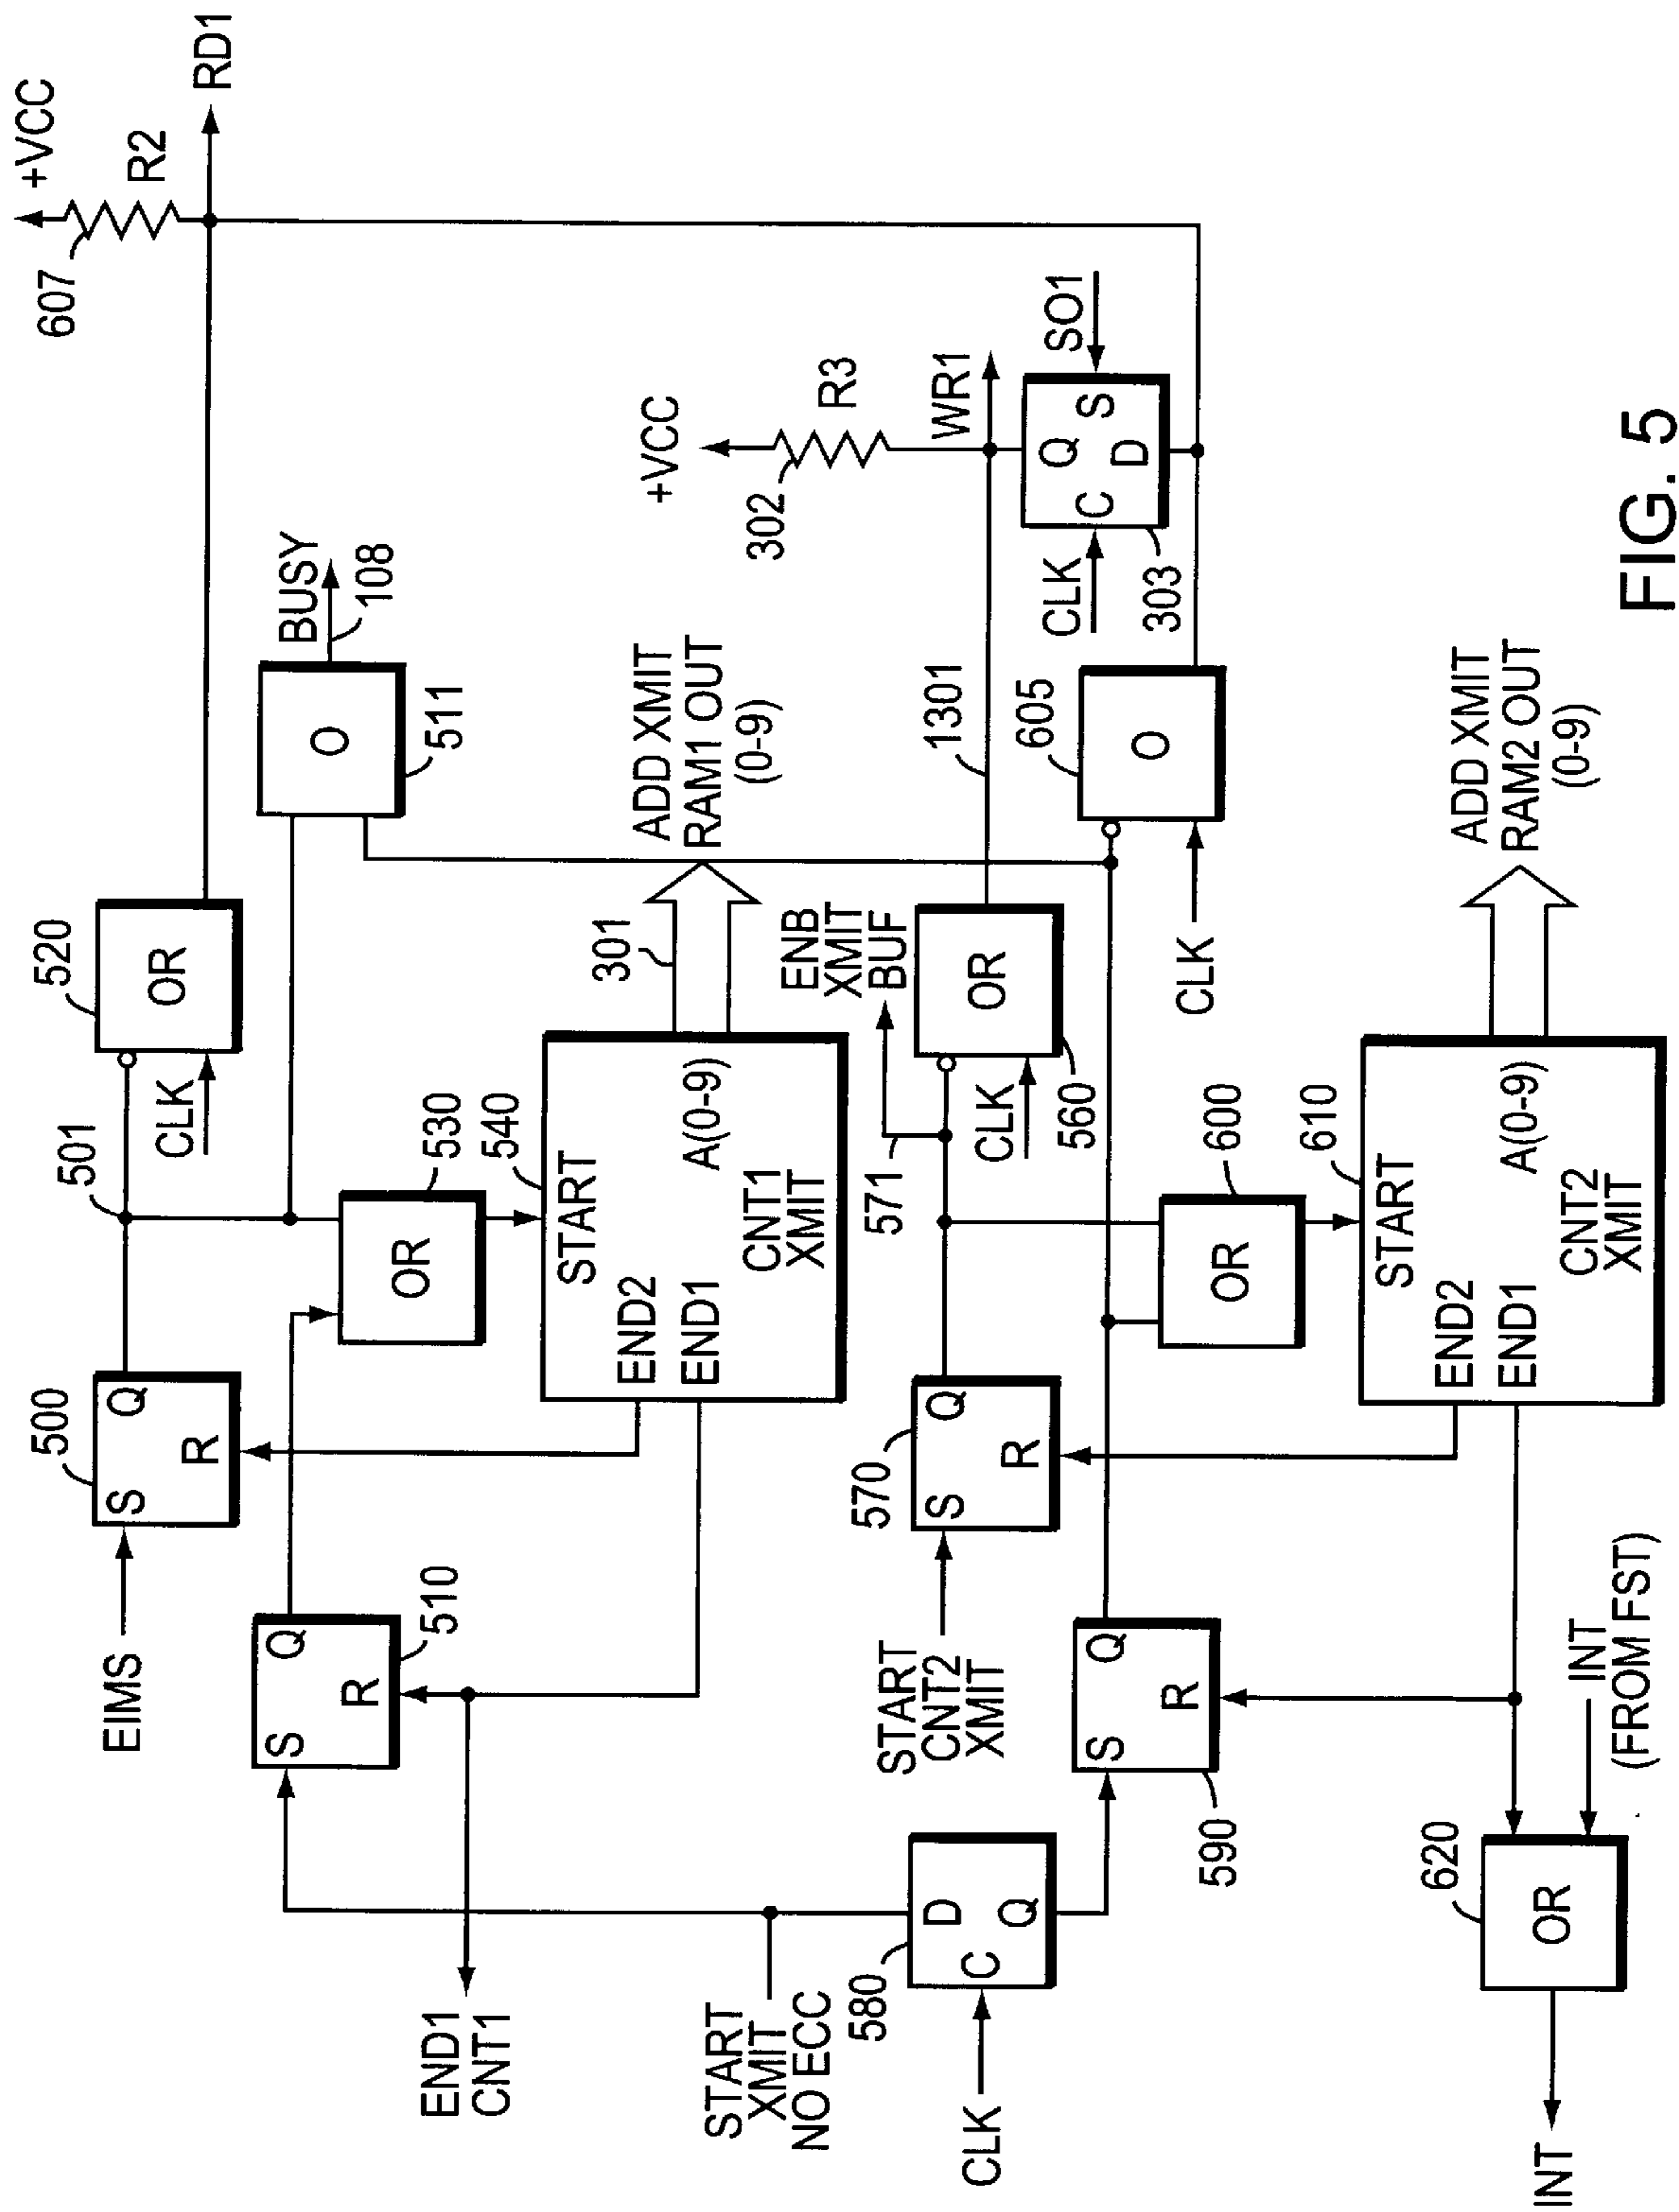 +VCC
607
R2
RD1
520
OR
CLK
501
500
S
Q
R
EIMS
BUSY
108
O
511
530
OR
510
S
Q
R
540
START
END2
END1
A(0-9)
CNT1
XMIT
301
ADD XMIT
RAM1 OUT
(0-9)
END1
CNT1
START
XMIT
NO ECC
+VCC
302
R3
WR1
1301
C
Q
D
S
SO1
CLK
303
ENB
XMIT
BUF
571
OR
CLK
560
570
S
Q
R
START
CNT2
XMIT
605
O
CLK
600
OR
590
S
Q
R
580
D
C
Q
CLK
610
START
END2
END1
A(0-9)
CNT2
XMIT
ADD XMIT
RAM2 OUT
(0-9)
620
OR
INT
(FROM FST)
INT
FIG. 5